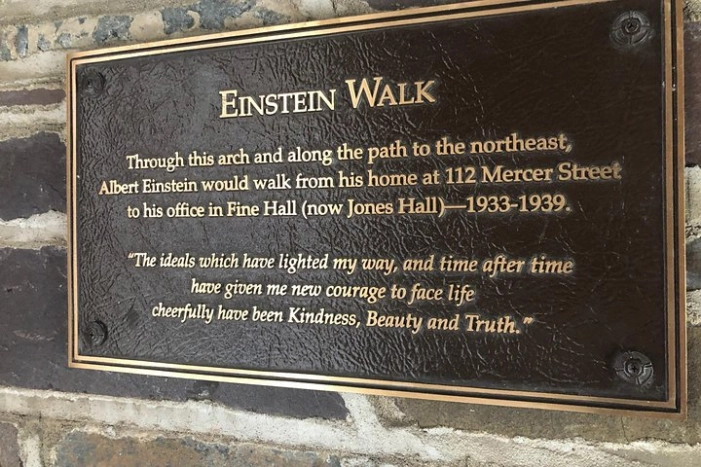 Einstein Walk
Through this arch and along the path to the northeast,
Albert Einstein would walk from his home at 112 Mercer Street
to his office in Fine Hall (now Jones Hall)—1933-1939.
“The ideals which have lighted my way, and time after time
have given me new courage to face life
cheerfully have been Kindness, Beauty and Truth.”